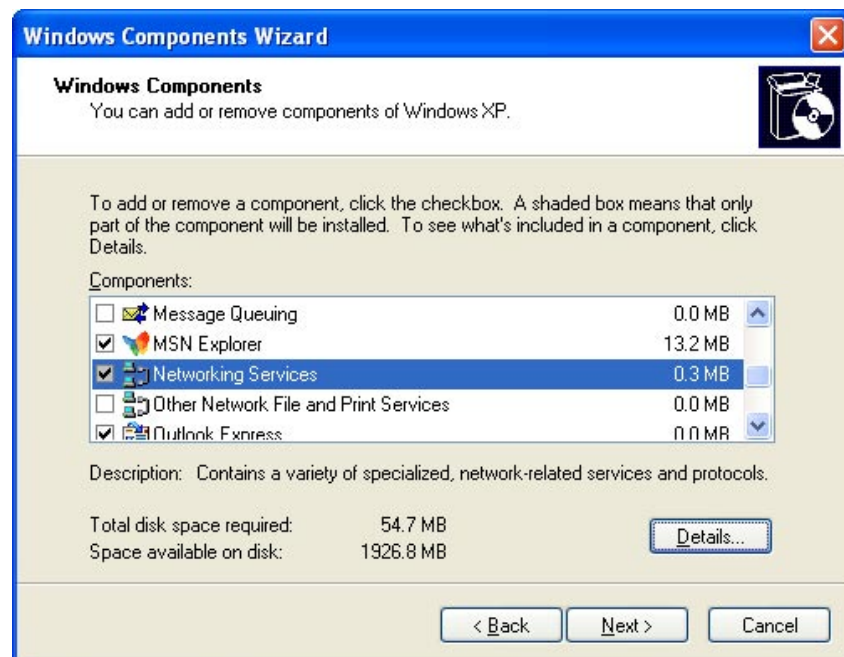 Windows Components Wizard
Windows Components
You can add or remove components of Windows XP.
To add or remove a component, click the checkbox. A shaded box means that only
part of the component will be installed. To see what's included in a component, click
Details.
Components:
Message Queuing 0.0 MB
MSN Explorer 13.2 MB
Networking Services 0.3 MB
Other Network File and Print Services 0.0 MB
Outlook Express 0.0 MB
Description: Contains a variety of specialized, network-related services and protocols.
Total disk space required: 54.7 MB
Space available on disk: 1926.8 MB
Details...
< Back Next > Cancel